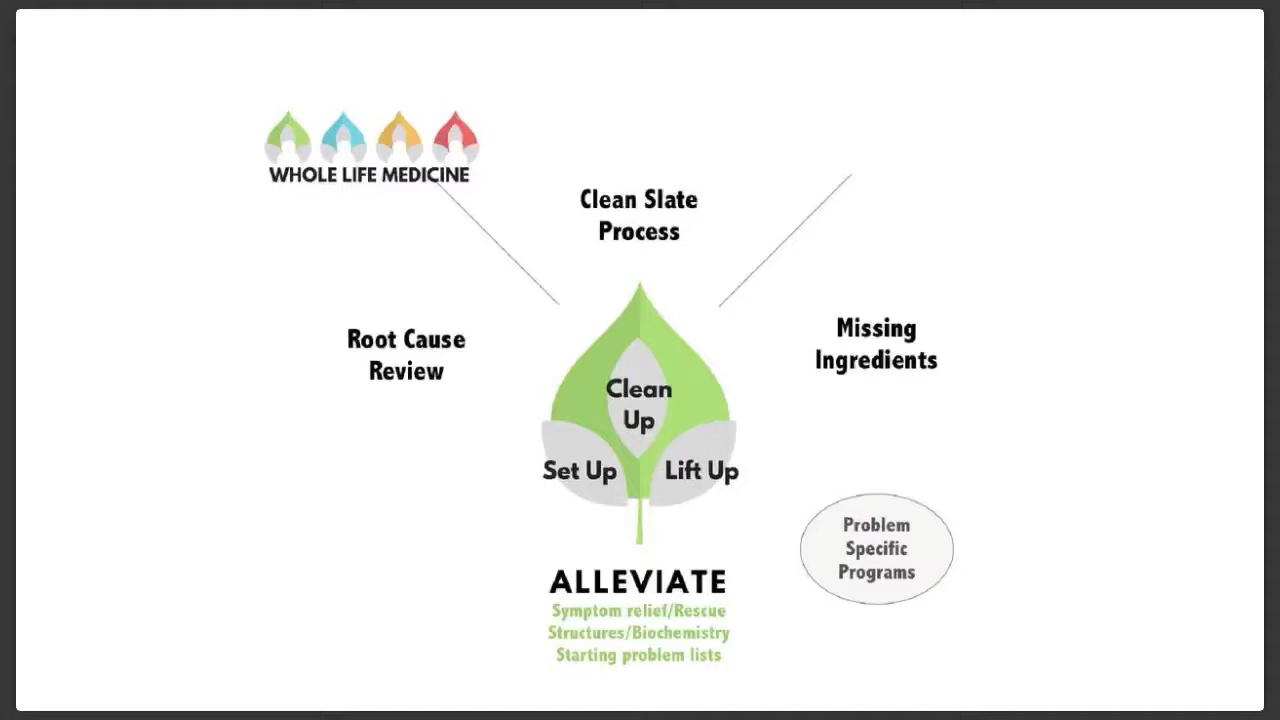 WHOLE LIFE MEDICINE
Clean Slate
Process
Root Cause
Review
Missing
Ingredients
Clean
Up
Set Up
Lift Up
Problem
Specific
Programs
ALLEVIATE
Symptom relief/Rescue
Structures/Biochemistry
Starting problem lists